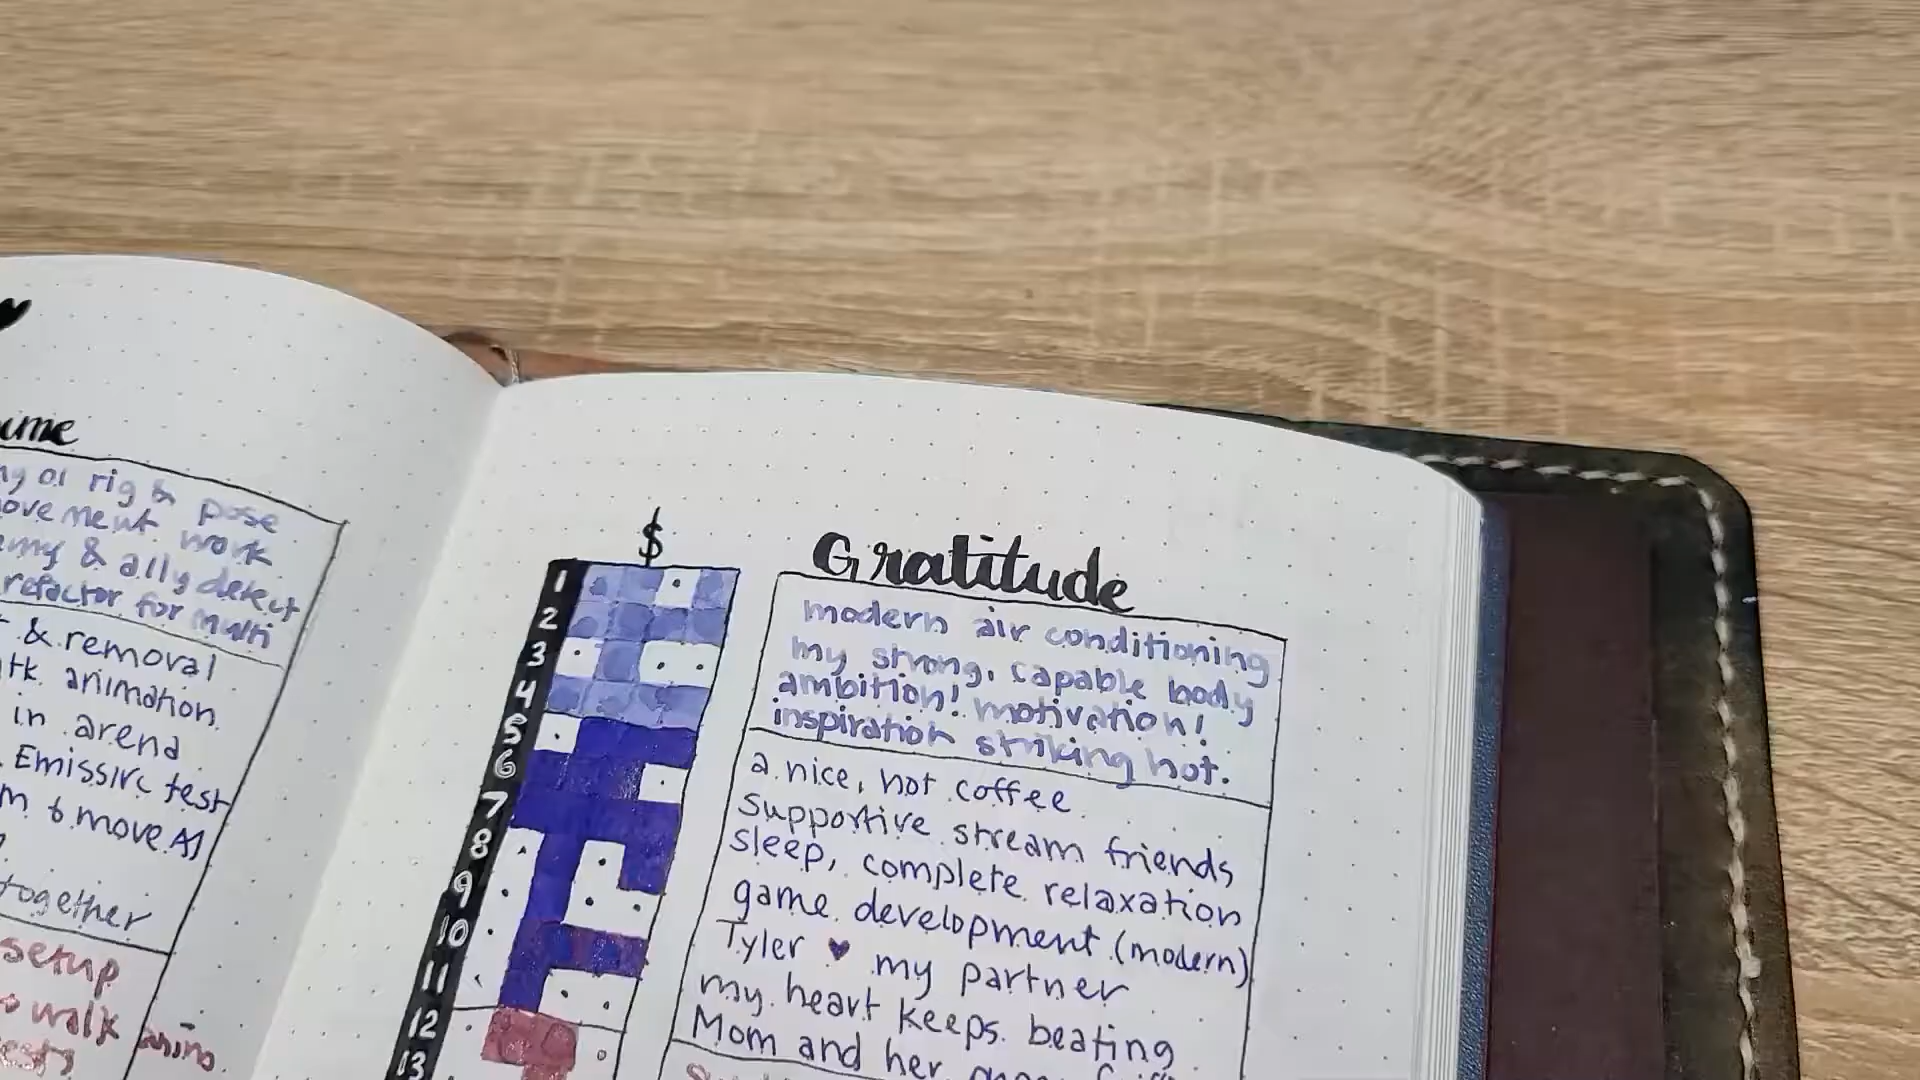 rig & pose
work
& ally detect
refactor for multi
& removal
animation
in arena
Emissive test
to move AI
together
setup
walk anim
$
1
2
3
4
5
6
7
8
9
10
11
12
13
Gratitude
modern air conditioning
my strong, capable body
ambition! motivation!
inspiration striking hot.
a nice, hot coffee
supportive stream friends
sleep, complete relaxation
game development (modern)
Tyler ♥ my partner
my heart keeps beating
Mom and her